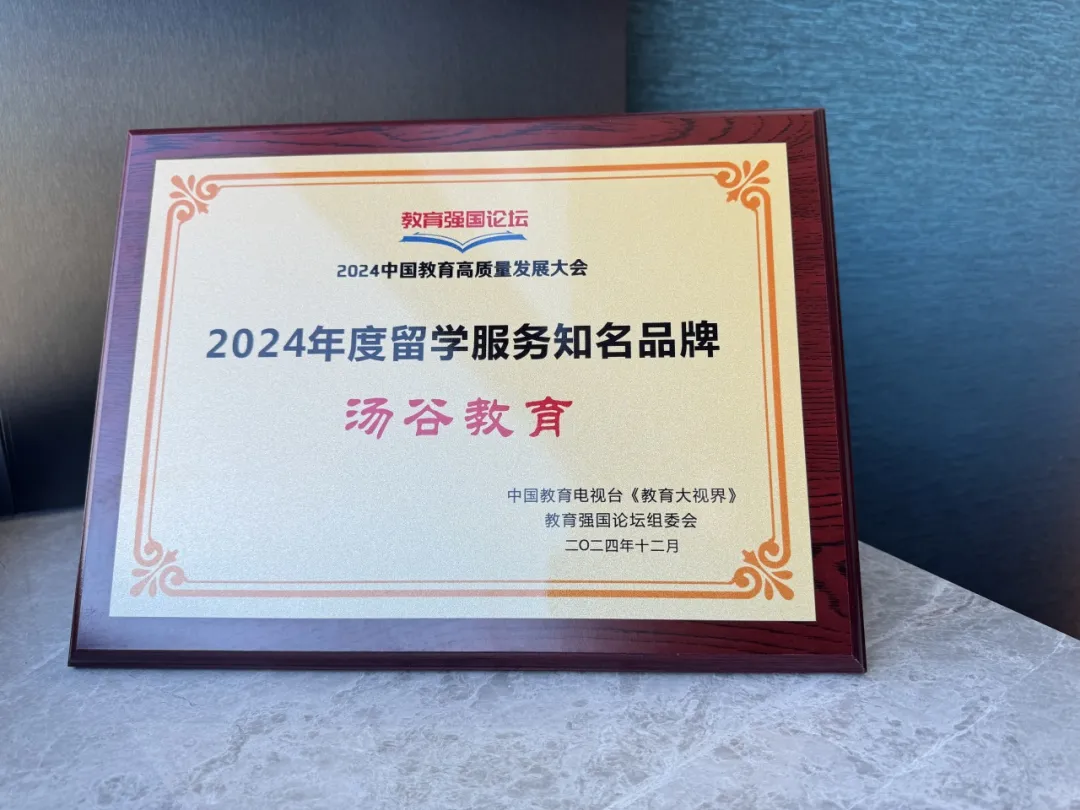 教育强国论坛
2024中国教育高质量发展大会
2024年度留学服务知名品牌
汤谷教育
中国教育电视台《教育大视界》
教育强国论坛组委会
二〇二四年十二月